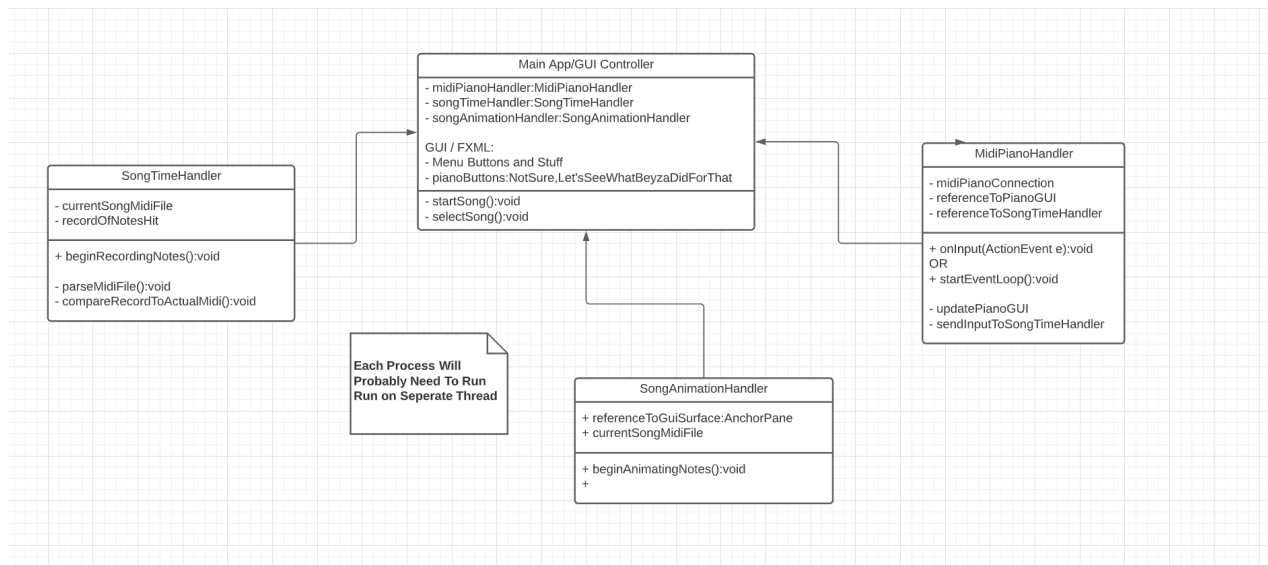 Main App/GUI Controller
- midiPianoHandler:MidiPianoHandler
- songTimeHandler:SongTimeHandler
- songAnimationHandler:SongAnimationHandler
GUI / FXML:
- Menu Buttons and Stuff
- pianoButtons:NotSure,Let'sSeeWhatBeyzaDidForThat
- startSong():void
- selectSong():void
SongTimeHandler
- currentSongMidiFile
- recordOfNotesHit
+ beginRecordingNotes():void
- parseMidiFile():void
- compareRecordToActualMidi():void
MidiPianoHandler
- midiPianoConnection
- referenceToPianoGUI
- referenceToSongTimeHandler
+ onInput(ActionEvent e):void
OR
+ startEventLoop():void
- updatePianoGUI
- sendInputToSongTimeHandler
Each Process Will
Probably Need To Run
Run on Seperate Thread
SongAnimationHandler
+ referenceToGuiSurface:AnchorPane
+ currentSongMidiFile
+ beginAnimatingNotes():void
+